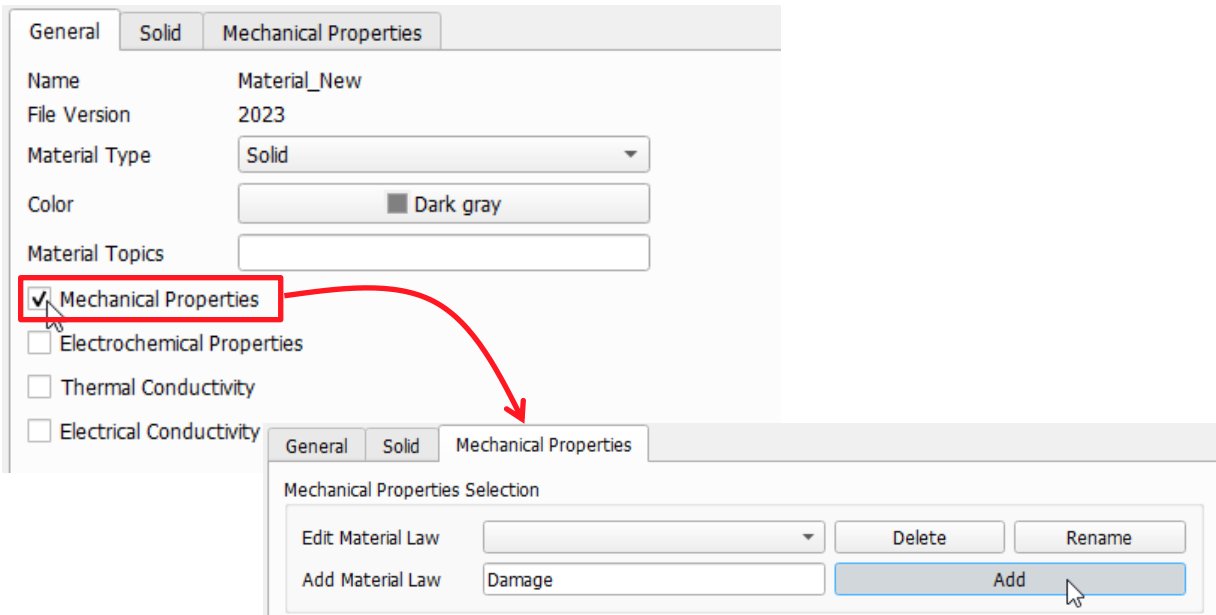 General Solid Mechanical Properties
Name Material_New
File Version 2023
Material Type Solid
Color Dark gray
Material Topics
Mechanical Properties
Electrochemical Properties
Thermal Conductivity
Electrical Conductivity
General Solid Mechanical Properties
Mechanical Properties Selection
Edit Material Law Delete Rename
Add Material Law Damage Add